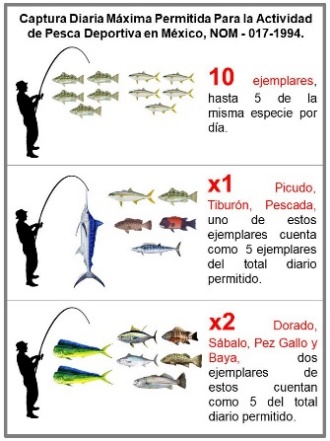 Captura Diaria Máxima Permitida Para la Actividad
de Pesca Deportiva en México, NOM - 017-1994.
10 ejemplares,
hasta 5 de la
misma especie por
día.
x1 Picudo,
Tiburón, Pescada,
uno de estos
ejemplares cuenta
como 5 ejemplares
del total diario
permitido.
x2 Dorado,
Sábalo, Pez Gallo y
Baya, dos
ejemplares de
estos cuentan
como 5 del total
diario permitido.